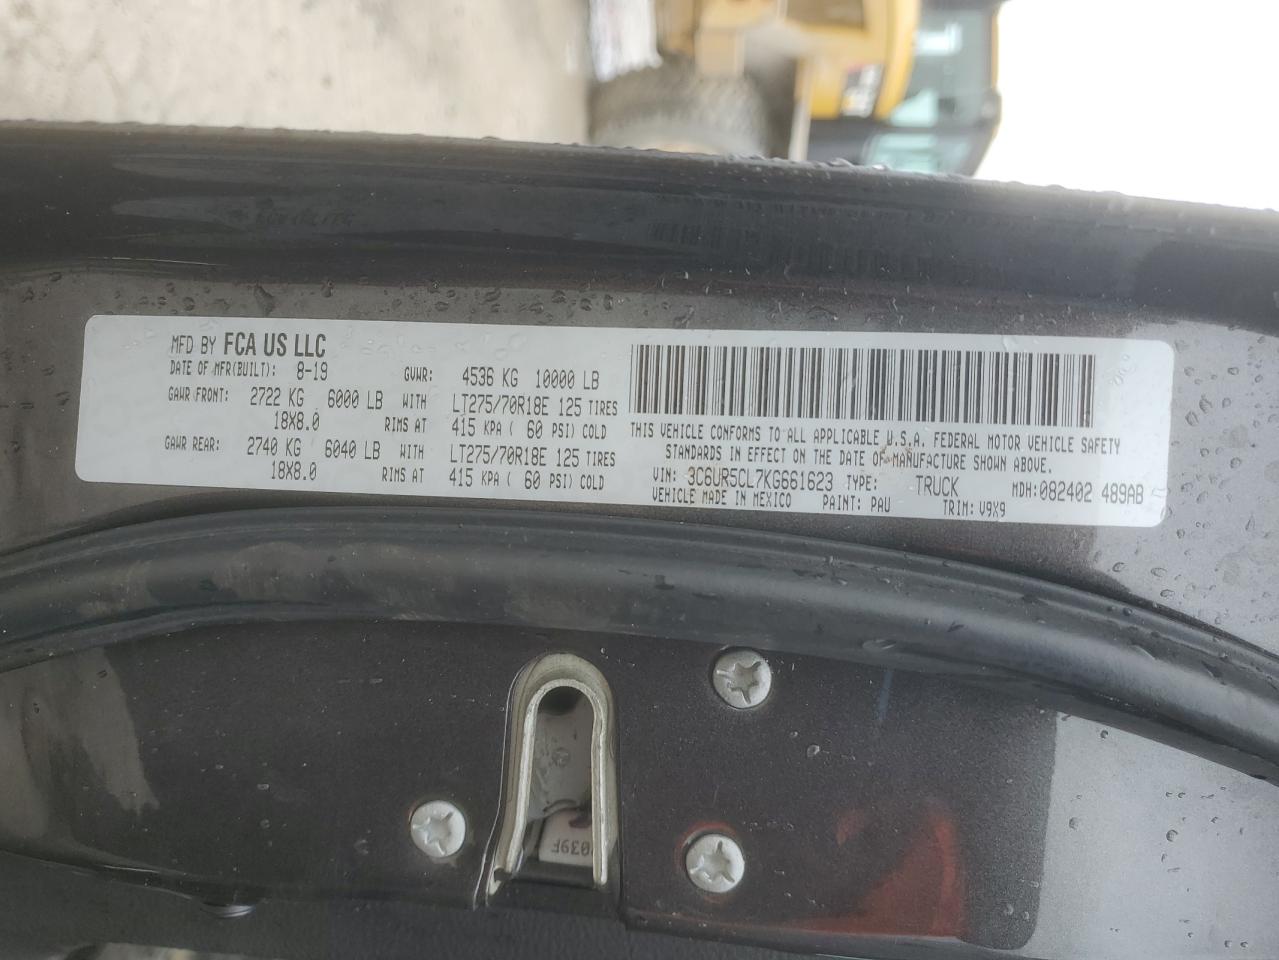 MFD BY FCA US LLC
DATE OF MFR(BUILT): 8-19 GVWR: 4536 KG 10000 LB
GAWR FRONT: 2722 KG 6000 LB WITH LT275/70R18E 125 TIRES
18X8.0 RIMS AT 415 KPA ( 60 PSI) COLD
GAWR REAR: 2740 KG 6040 LB WITH LT275/70R18E 125 TIRES
18X8.0 RIMS AT 415 KPA ( 60 PSI) COLD
THIS VEHICLE CONFORMS TO ALL APPLICABLE U.S.A. FEDERAL MOTOR VEHICLE SAFETY
STANDARDS IN EFFECT ON THE DATE OF MANUFACTURE SHOWN ABOVE.
VIN: 3C6UR5CL7KG661623 TYPE: TRUCK MDH:082402 489AB
VEHICLE MADE IN MEXICO PAINT: PAU TRIM: V9X9
039F